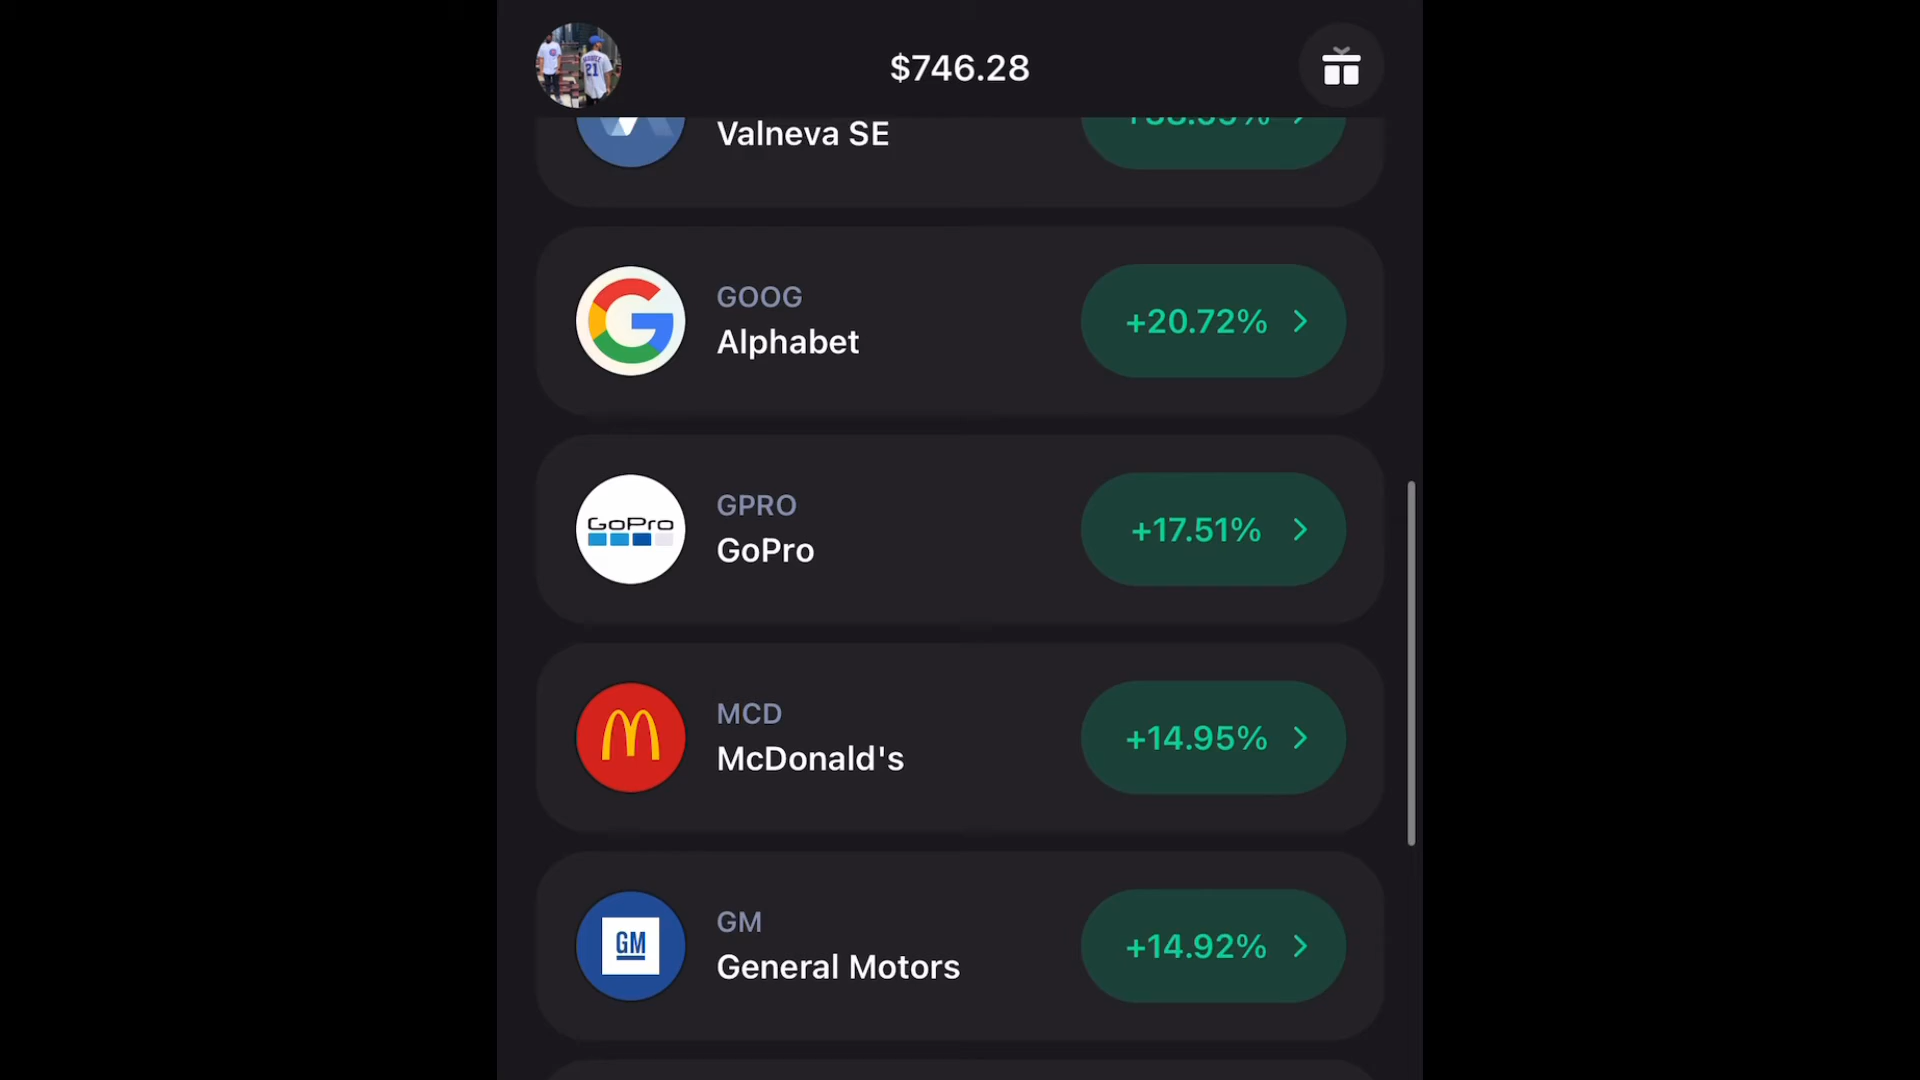 $746.28
Valneva SE
GOOG
Alphabet
+20.72%
GoPro
GPRO
GoPro
+17.51%
MCD
McDonald's
+14.95%
GM
GM
General Motors
+14.92%
21